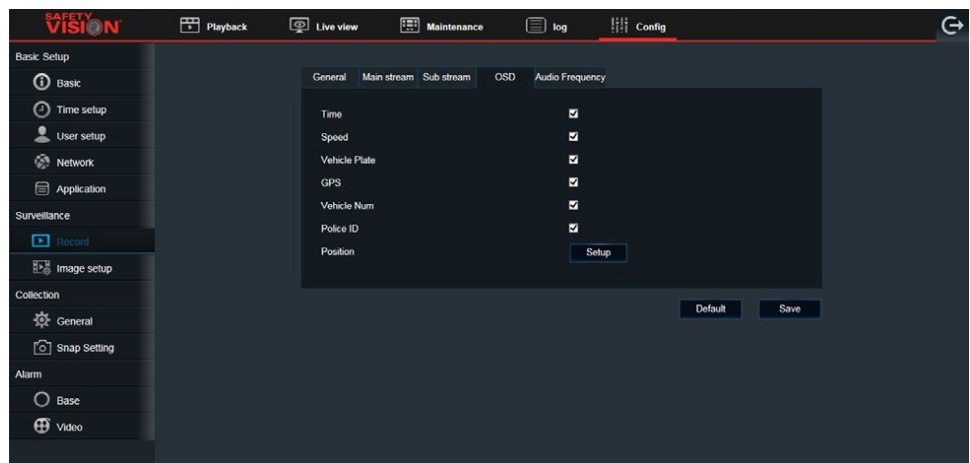 SAFETY
VISION
Playback Live view Maintenance log Config
Basic Setup
Basic
Time setup
User setup
Network
Application
Surveillance
Record
Image setup
Collection
General
Snap Setting
Alarm
Base
Video
General Main stream Sub stream OSD Audio Frequency
Time
Speed
Vehicle Plate
GPS
Vehicle Num
Police ID
Position Setup
Default Save